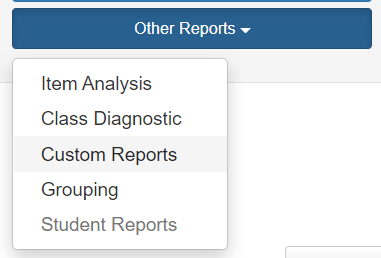 Other Reports
Item Analysis
Class Diagnostic
Custom Reports
Grouping
Student Reports